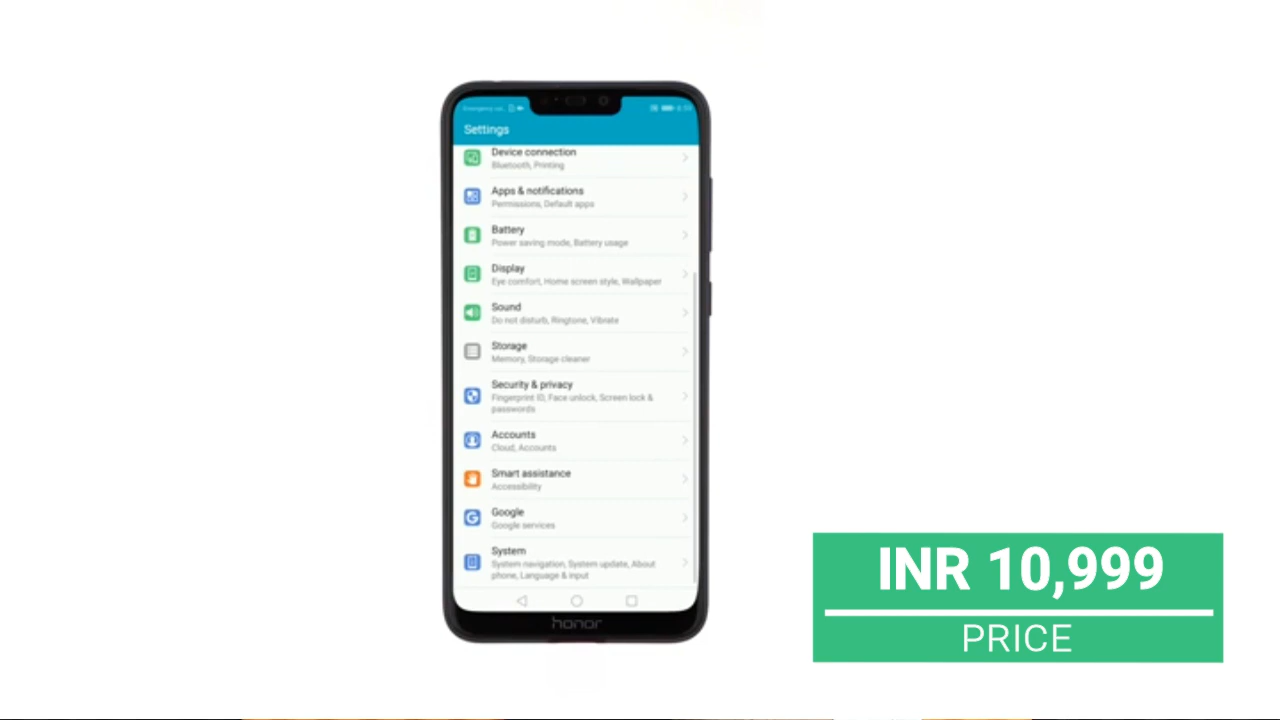 Settings
Device connection
Bluetooth, Printing
Apps & notifications
Permissions, Default apps
Battery
Power saving mode, Battery usage
Display
Eye comfort, Home screen style, Wallpaper
Sound
Do not disturb, Ringtone, Vibrate
Storage
Memory, Storage cleaner
Security & privacy
Fingerprint ID, Face unlock, Screen lock &
passwords
Accounts
Cloud, Accounts
Smart assistance
Accessibility
Google
Google services
System
System navigation, System update, About
phone, Language & input
honor
INR 10,999
PRICE